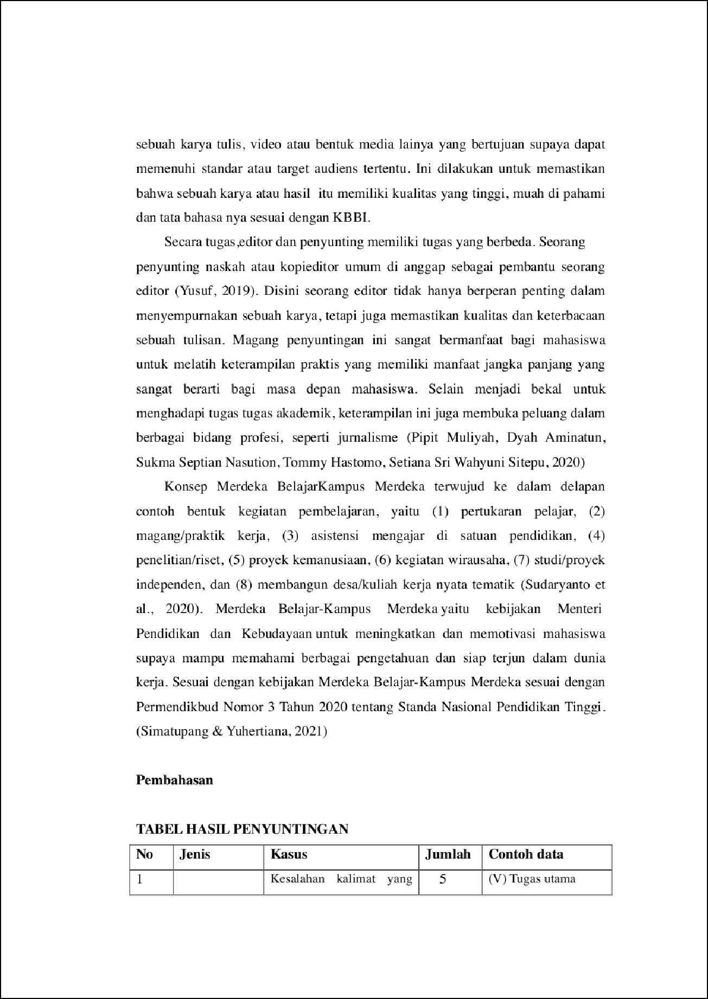 sebuah karya tulis, video atau bentuk media lainya yang bertujuan supaya dapat
memenuhi standar atau target audiens tertentu. Ini dilakukan untuk memastikan
bahwa sebuah karya atau hasil itu memiliki kualitas yang tinggi, muah di pahami
dan tata bahasa nya sesuai dengan KBBI.
Secara tugas,editor dan penyunting memiliki tugas yang berbeda. Seorang
penyunting naskah atau kopieditor umum di anggap sebagai pembantu seorang
editor (Yusuf, 2019). Disini seorang editor tidak hanya berperan penting dalam
menyempurnakan sebuah karya, tetapi juga memastikan kualitas dan keterbacaan
sebuah tulisan. Magang penyuntingan ini sangat bermanfaat bagi mahasiswa
untuk melatih keterampilan praktis yang memiliki manfaat jangka panjang yang
sangat berarti bagi masa depan mahasiswa. Selain menjadi bekal untuk
menghadapi tugas tugas akademik, keterampilan ini juga membuka peluang dalam
berbagai bidang profesi, seperti jurnalisme (Pipit Muliyah, Dyah Aminatun,
Sukma Septian Nasution, Tommy Hastomo, Setiana Sri Wahyuni Sitepu, 2020)
Konsep Merdeka BelajarKampus Merdeka terwujud ke dalam delapan
contoh bentuk kegiatan pembelajaran, yaitu (1) pertukaran pelajar, (2)
magang/praktik kerja, (3) asistensi mengajar di satuan pendidikan, (4)
penelitian/riset, (5) proyek kemanusiaan, (6) kegiatan wirausaha, (7) studi/proyek
independen, dan (8) membangun desa/kuliah kerja nyata tematik (Sudaryanto et
al., 2020). Merdeka Belajar-Kampus Merdeka yaitu kebijakan Menteri
Pendidikan dan Kebudayaan untuk meningkatkan dan memotivasi mahasiswa
supaya mampu memahami berbagai pengetahuan dan siap terjun dalam dunia
kerja. Sesuai dengan kebijakan Merdeka Belajar-Kampus Merdeka sesuai dengan
Permendikbud Nomor 3 Tahun 2020 tentang Standa Nasional Pendidikan Tinggi.
(Simatupang & Yuhertiana, 2021)
Pembahasan
TABEL HASIL PENYUNTINGAN
No Jenis Kasus Jumlah Contoh data
1 Kesalahan kalimat yang 5 (V) Tugas utama